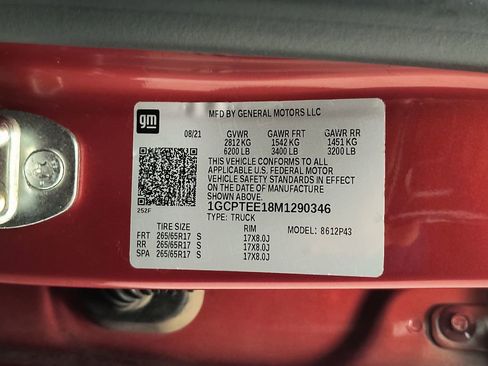 gm
MFD BY GENERAL MOTORS LLC
08/21 GVWR GAWR FRT GAWR RR
2812 KG 1542 KG 1451 KG
6200 LB 3400 LB 3200 LB
THIS VEHICLE CONFORMS TO ALL
APPLICABLE U.S. FEDERAL MOTOR
VEHICLE SAFETY STANDARDS IN EFFECT
ON THE DATE OF MANUFACTURE
SHOWN ABOVE.
252F
1GCPTEE18M1290346
TYPE: TRUCK
TIRE SIZE RIM MODEL: 8612P43
FRT 265/65R17 S 17X8.0J
RR 265/65R17 S 17X8.0J
SPA 265/65R17 S 17X8.0J